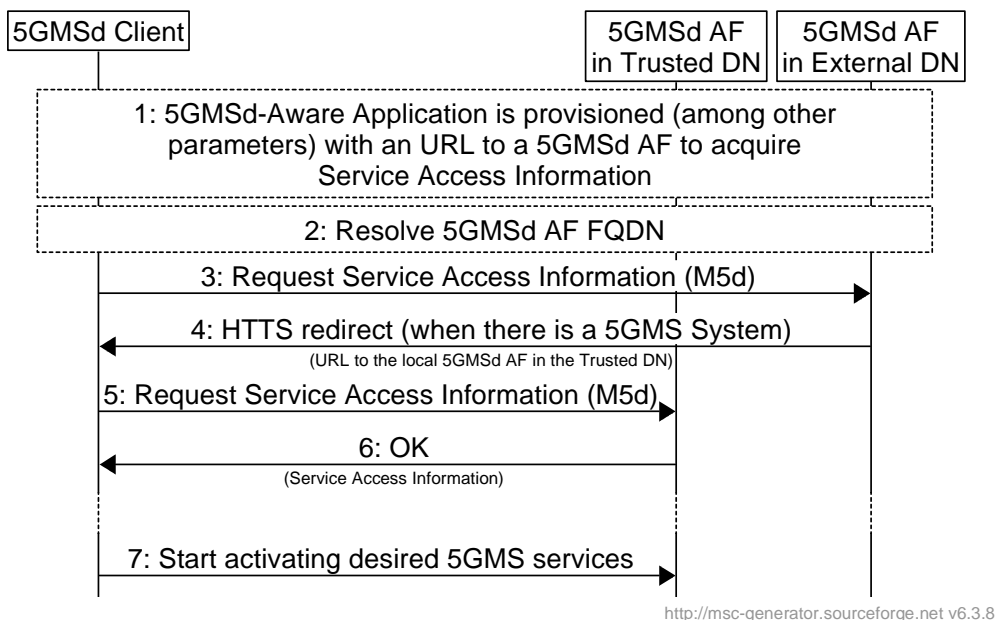 5GMSd Client
5GMSd AF
in Trusted DN
5GMSd AF
in External DN
1: 5GMSd-Aware Application is provisioned (among other
parameters) with an URL to a 5GMSd AF to acquire
Service Access Information
2: Resolve 5GMSd AF FQDN
3: Request Service Access Information (M5d)
4: HTTS redirect (when there is a 5GMS System)
(URL to the local 5GMSd AF in the Trusted DN)
5: Request Service Access Information (M5d)
6: OK
(Service Access Information)
7: Start activating desired 5GMS services
http://msc-generator.sourceforge.net v6.3.8